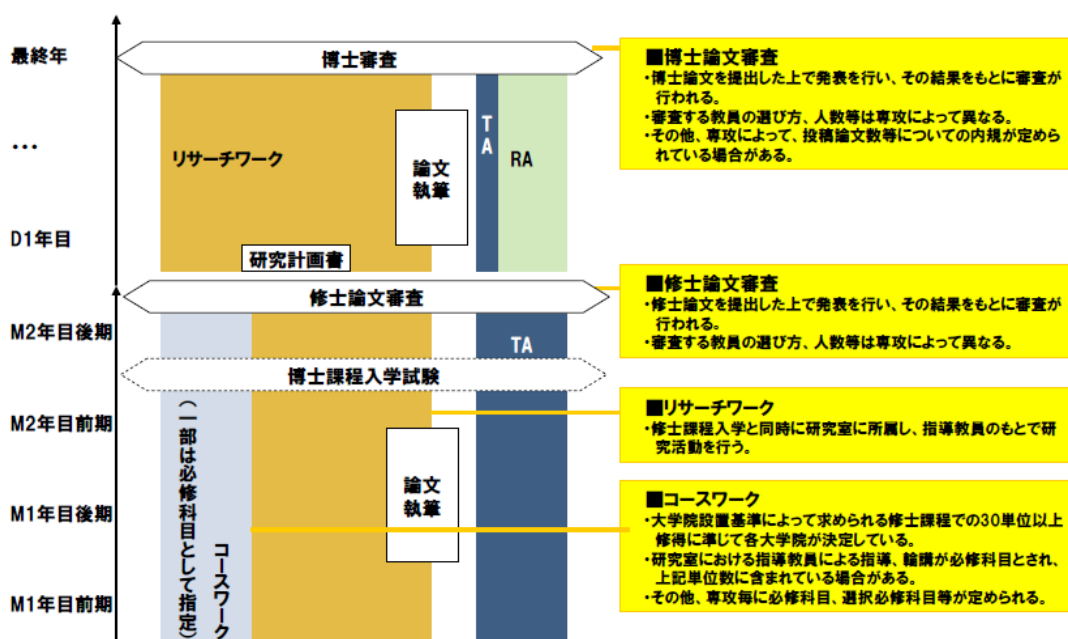 最終年
博士審査
■博士論文審査
・博士論文を提出した上で発表を行い、その結果をもとに審査が
行われる。
・審査する教員の選び方、人数等は専攻によって異なる。
・その他、専攻によって、投稿論文数等についての内規が定めら
れている場合がある。
…
リサーチワーク
論文
執筆
TA
RA
D1年目
研究計画書
修士論文審査
■修士論文審査
・修士論文を提出した上で発表を行い、その結果をもとに審査が
行われる。
・審査する教員の選び方、人数等は専攻によって異なる。
M2年目後期
TA
博士課程入学試験
M2年目前期
■リサーチワーク
・修士課程入学と同時に研究室に所属し、指導教員のもとで研
究活動を行う。
論文
執筆
M1年目後期
コースワーク
(一部は必修科目として指定)
■コースワーク
・大学院設置基準によって求められる修士課程での30単位以上
修得に準じて各大学院が決定している。
・研究室における指導教員による指導、輪講が必修科目とされ、
上記単位数に含まれている場合がある。
・その他、専攻毎に必修科目、選択必修科目等が定められる。
M1年目前期